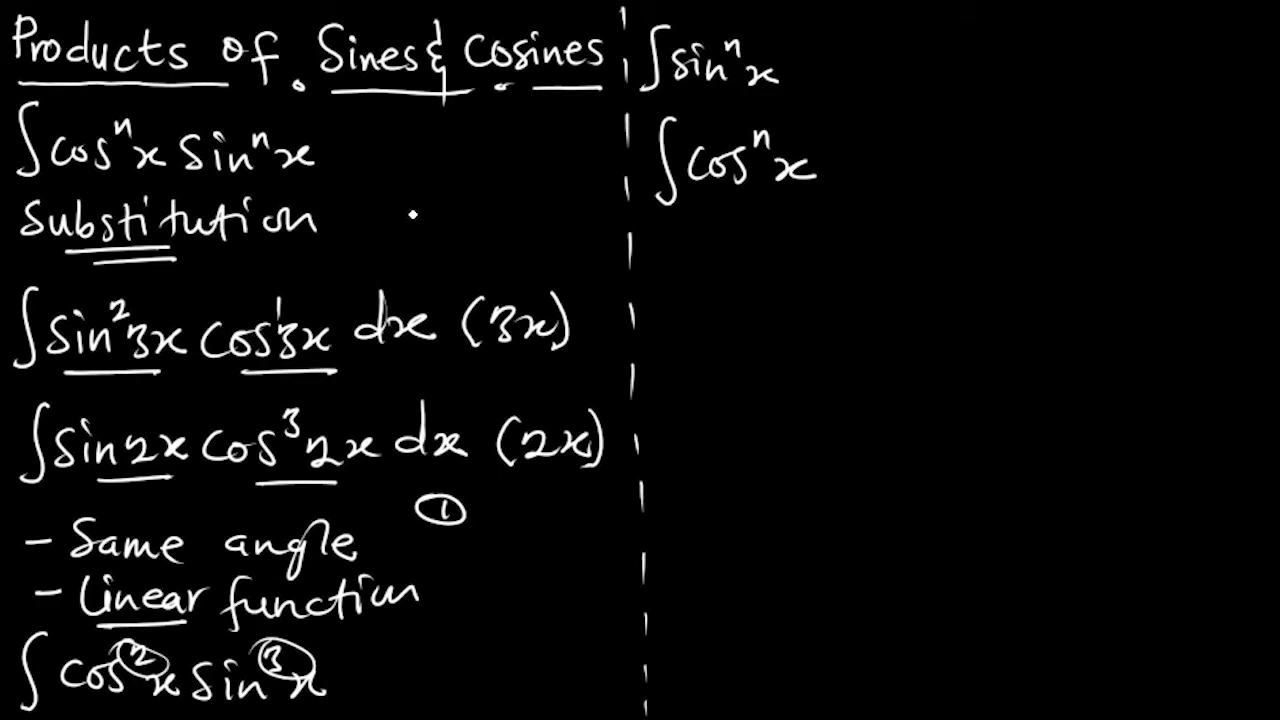 Products of Sines & Cosines
∫cosⁿx sinⁿx
Substitution
∫sin²3x cos¹3x dx (3x)
∫sin2x cos³2x dx (2x)
①
- Same angle
- Linear function
∫cos²x sin³x
∫sinⁿx
∫cosⁿx